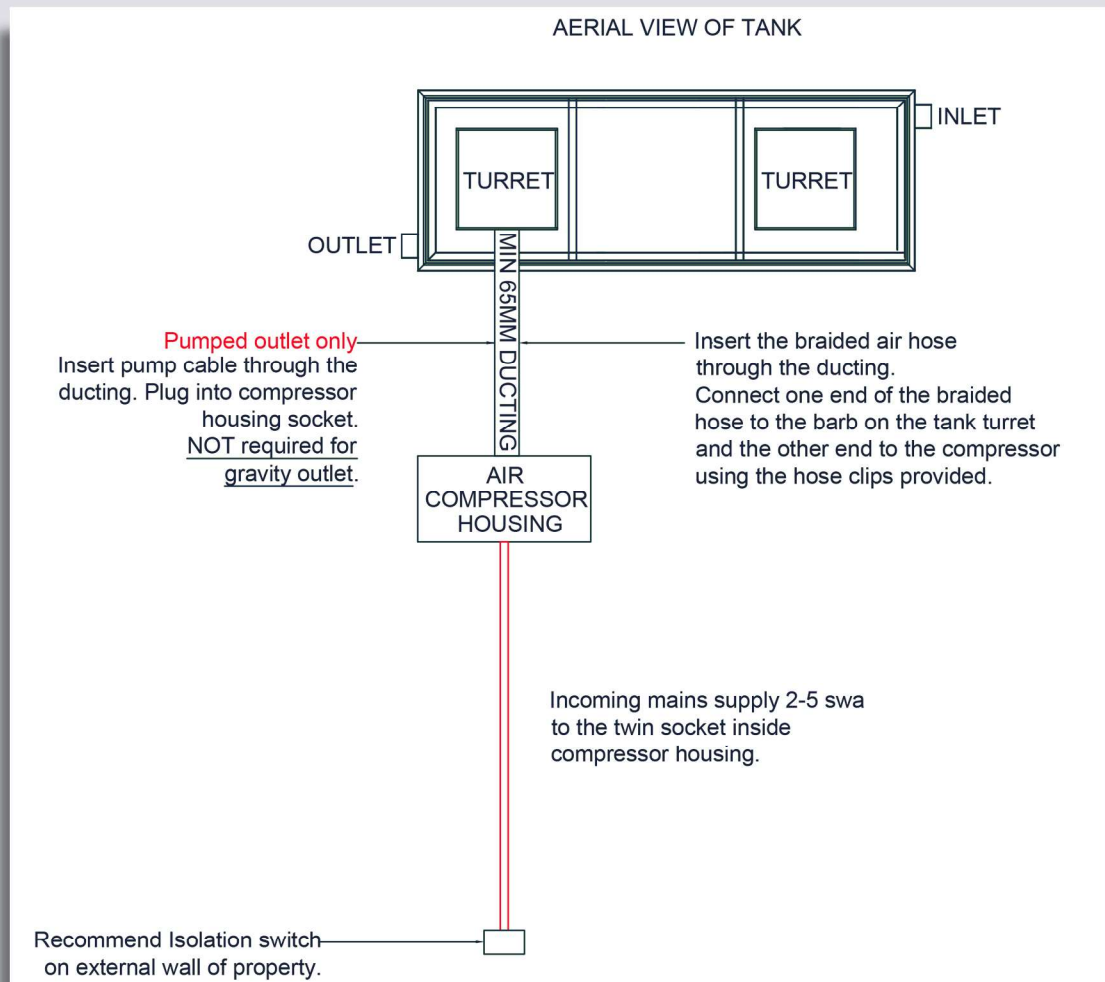 AERIAL VIEW OF TANK
INLET
TURRET
TURRET
OUTLET
MIN 65MM DUCTING
Pumped outlet only
Insert pump cable through the
ducting. Plug into compressor
housing socket.
NOT required for
gravity outlet.
Insert the braided air hose
through the ducting.
Connect one end of the braided
hose to the barb on the tank turret
and the other end to the compressor
using the hose clips provided.
AIR
COMPRESSOR
HOUSING
Incoming mains supply 2-5 swa
to the twin socket inside
compressor housing.
Recommend Isolation switch
on external wall of property.